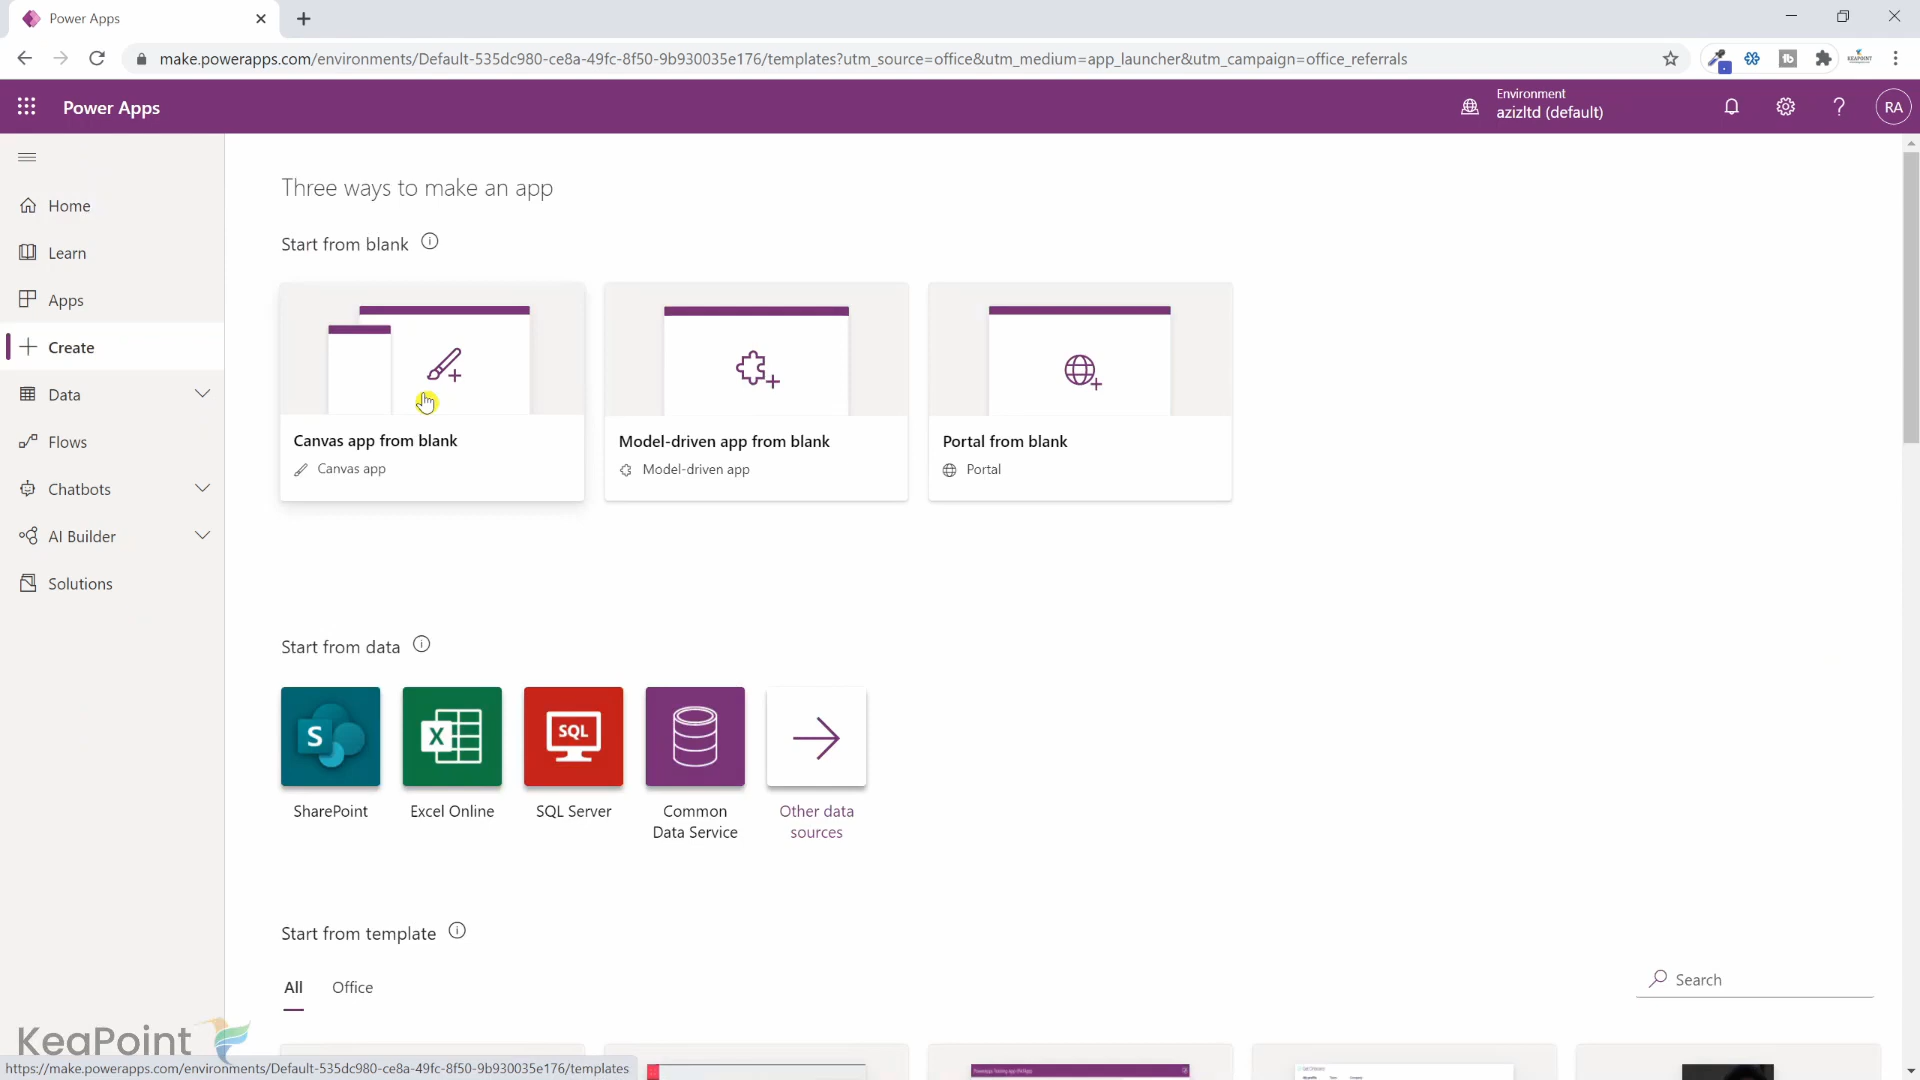 Power Apps
make.powerapps.com/environments/Default-535dc980-ce8a-49fc-8f50-9b930035e176/templates?utm_source=office&utm_medium=app_launcher&utm_campaign=office_referrals
Power Apps
Environment
azizltd (default)
RA
Home
Learn
Apps
Create
Data
Flows
Chatbots
AI Builder
Solutions
Three ways to make an app
Start from blank
Canvas app from blank
Canvas app
Model-driven app from blank
Model-driven app
Portal from blank
Portal
Start from data
S
X
SQL
SharePoint
Excel Online
SQL Server
Common
Data Service
Other data
sources
Start from template
All
Office
Search
KeaPoint
https://make.powerapps.com/environments/Default-535dc980-ce8a-49fc-8f50-9b930035e176/templates